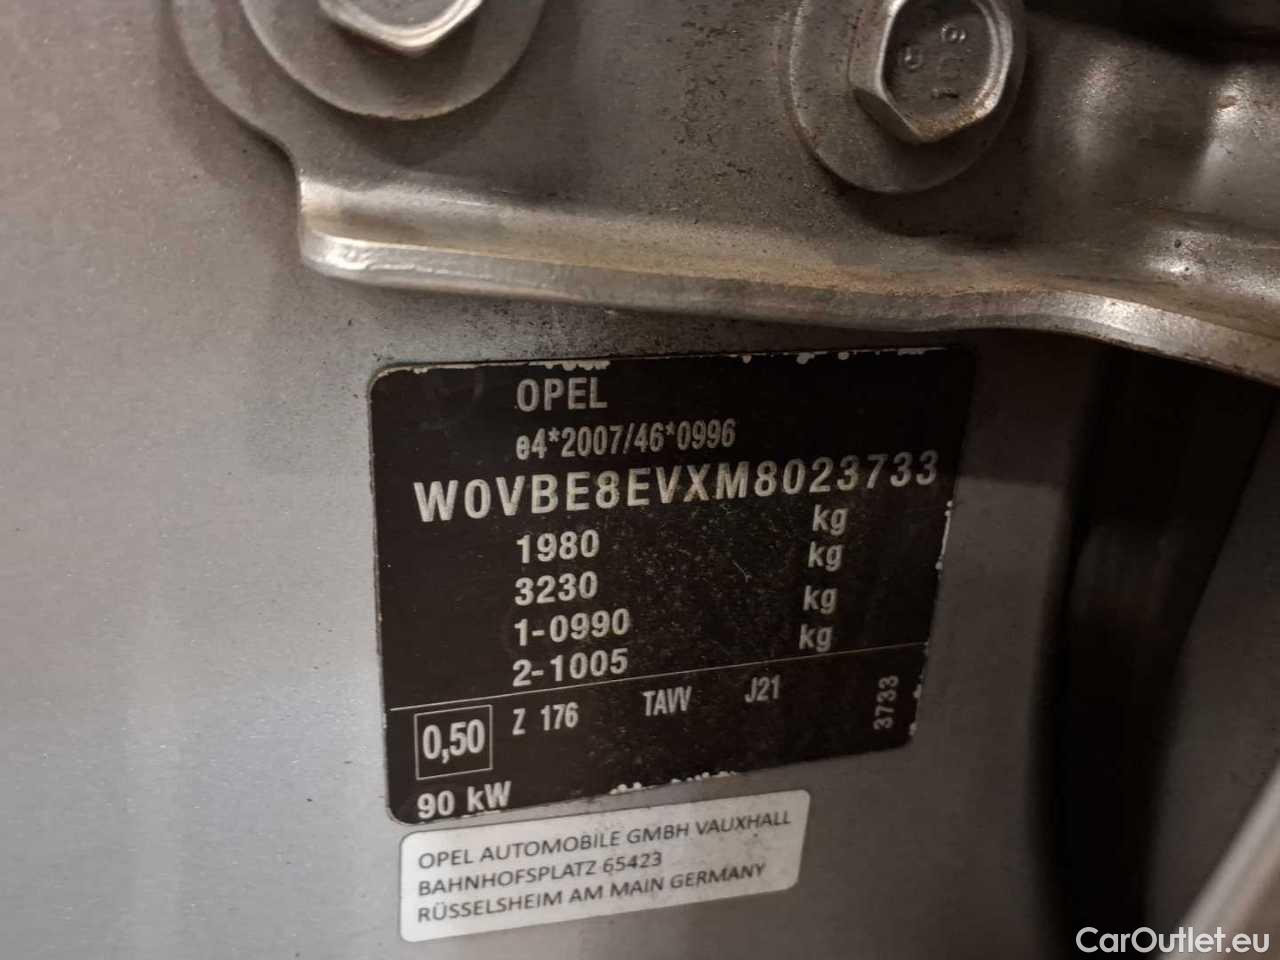 OPEL
e4*2007/46*0996
W0VBE8EVXM8023733
1980 kg
3230 kg
1-0990 kg
2-1005 kg
0,50 Z 176 TAVV J21 3733
90 kW
OPEL AUTOMOBILE GMBH VAUXHALL
BAHNHOFSPLATZ 65423
RÜSSELSHEIM AM MAIN GERMANY
CarOutlet.eu